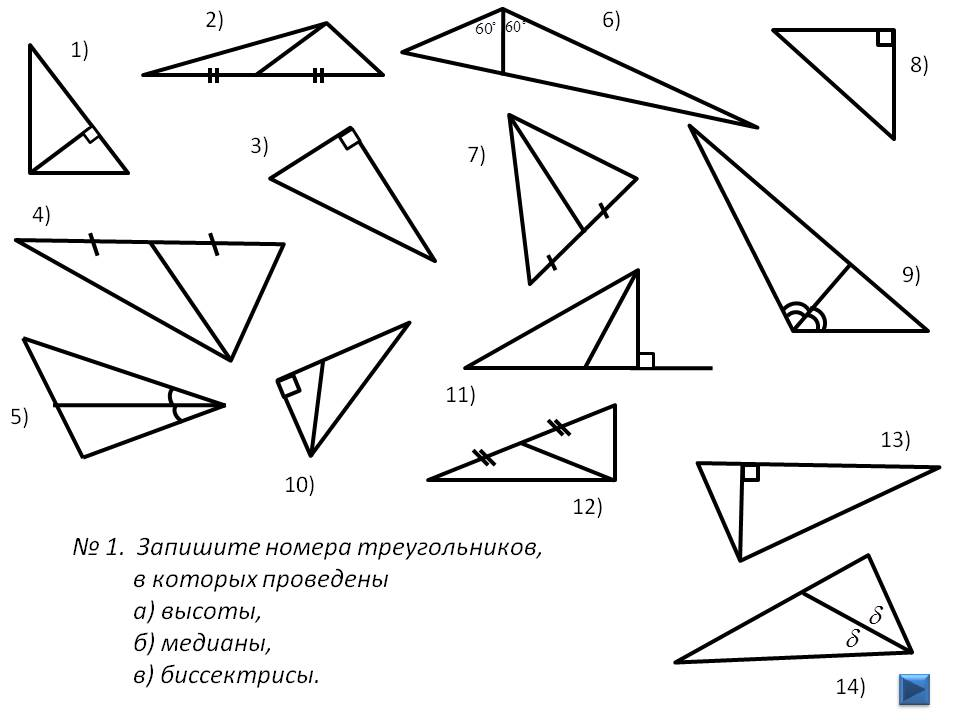 1)
2)
60° 60°
6)
8)
3)
7)
4)
9)
5)
10)
11)
12)
13)
№ 1. Запишите номера треугольников,
в которых проведены
а) высоты,
б) медианы,
в) биссектрисы.
δ
δ
14)